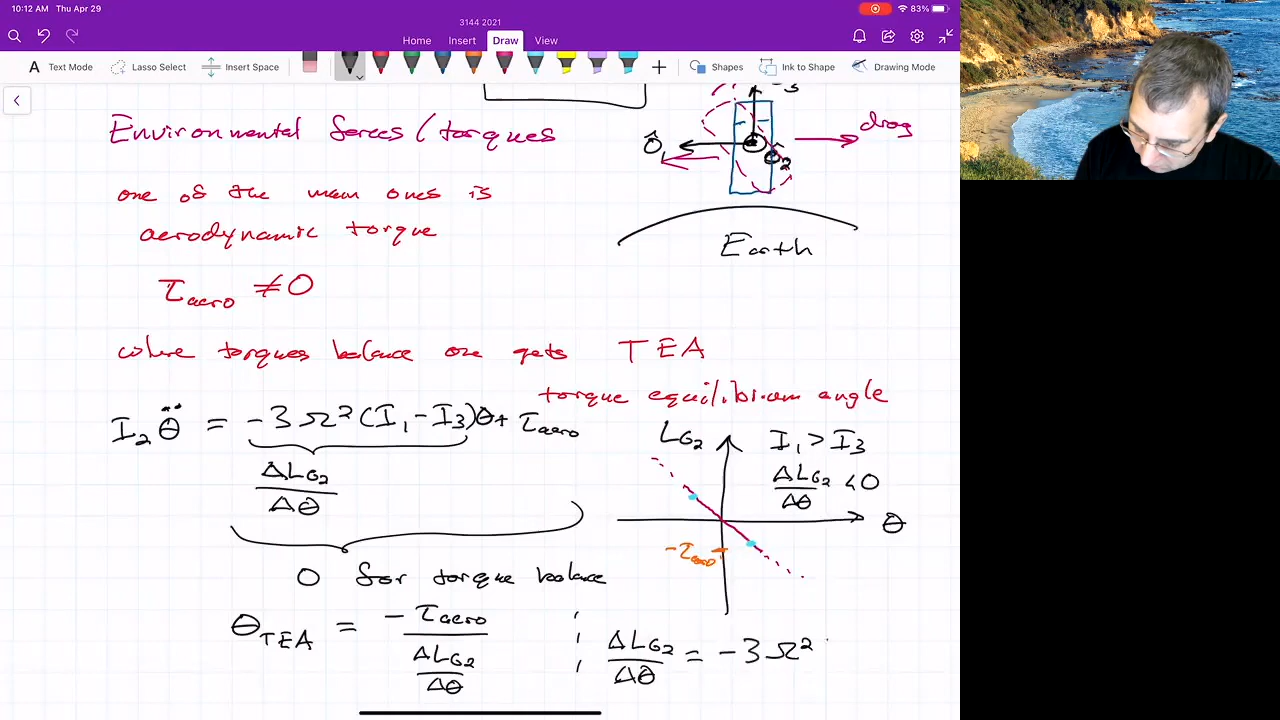 10:12 AM Thu Apr 29
83%
3144 2021
Home Insert Draw View
Text Mode Lasso Select Insert Space Shapes Ink to Shape Drawing Mode
Environmental forces/torques
one of the main ones is
aerodynamic torque
τaero ≠ 0
ô1
ô2
drag
Earth
where torques balance one gets TEA
torque equilibrium angle
I2 θ̈ = -3Ω²(I1 - I3)θ + τaero
ΔLG2
Δθ
0 for torque balance
LG2
I1 > I3
ΔLG2/Δθ < 0
θ
-τaero
θTEA = -τaero / (ΔLG2/Δθ) ; ΔLG2/Δθ = -3Ω²